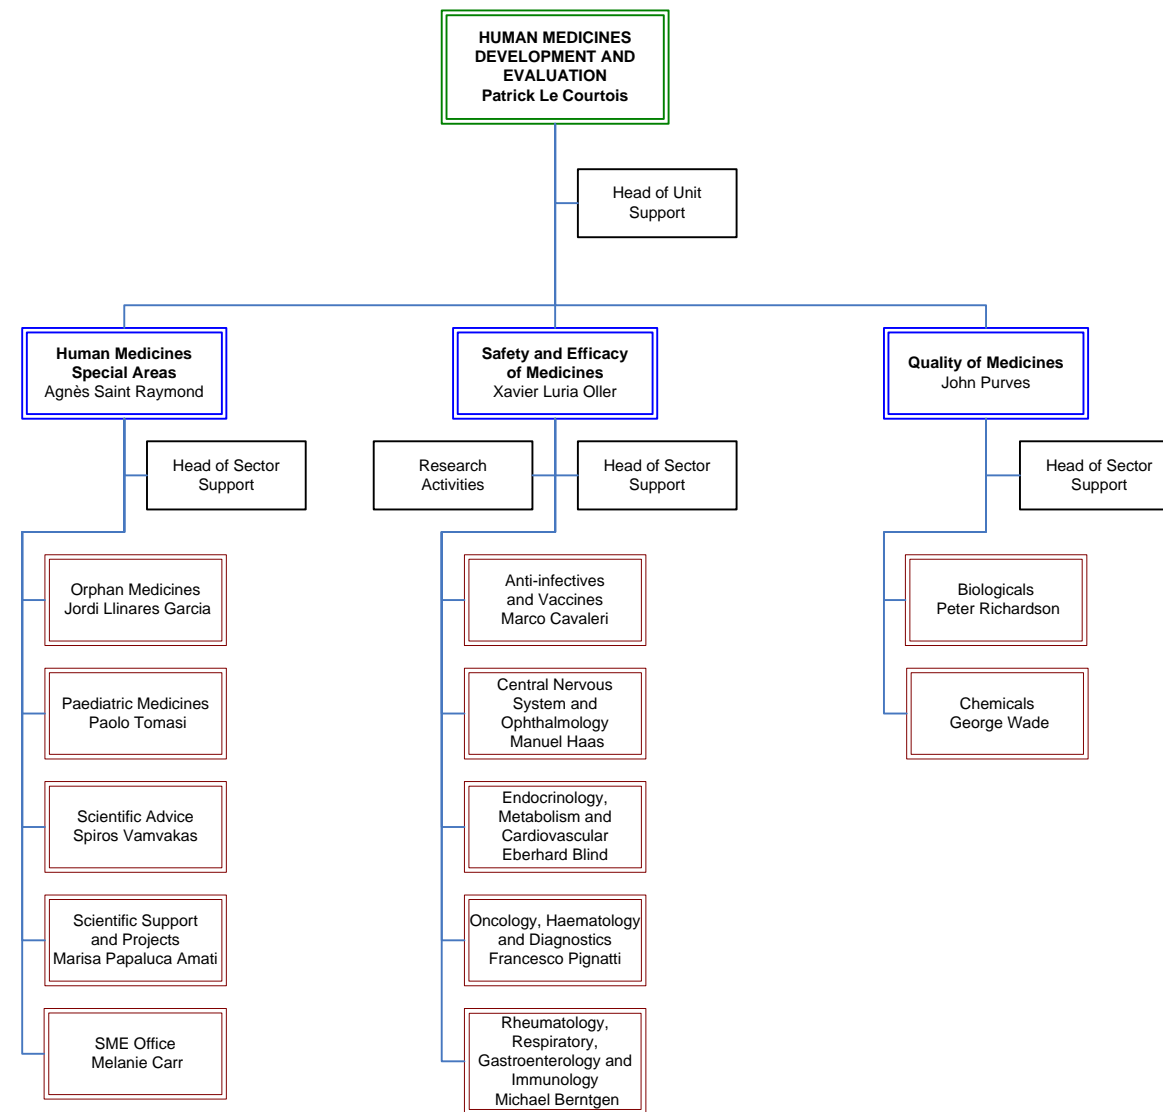 HUMAN MEDICINES
DEVELOPMENT AND
EVALUATION
Patrick Le Courtois
Head of Unit
Support
Human Medicines
Special Areas
Agnès Saint Raymond
Safety and Efficacy
of Medicines
Xavier Luria Oller
Quality of Medicines
John Purves
Head of Sector
Support
Research
Activities
Head of Sector
Support
Head of Sector
Support
Orphan Medicines
Jordi Llinares Garcia
Paediatric Medicines
Paolo Tomasi
Scientific Advice
Spiros Vamvakas
Scientific Support
and Projects
Marisa Papaluca Amati
SME Office
Melanie Carr
Anti-infectives
and Vaccines
Marco Cavaleri
Central Nervous
System and
Ophthalmology
Manuel Haas
Endocrinology,
Metabolism and
Cardiovascular
Eberhard Blind
Oncology, Haematology
and Diagnostics
Francesco Pignatti
Rheumatology,
Respiratory,
Gastroenterology and
Immunology
Michael Berntgen
Biologicals
Peter Richardson
Chemicals
George Wade